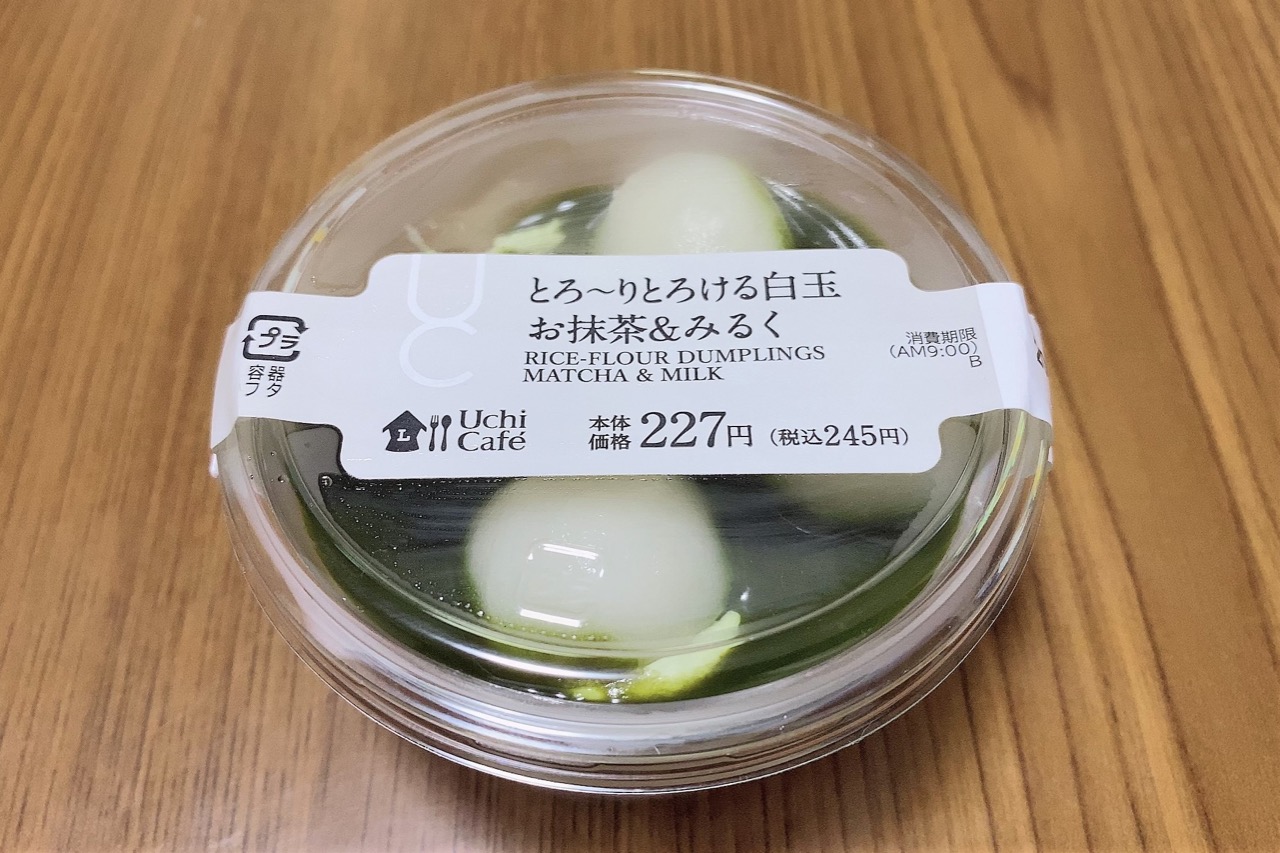 とろ〜りとろける白玉
お抹茶&みるく
RICE-FLOUR DUMPLINGS
MATCHA & MILK
UC
プラ
容器
フタ
消費期限
(AM9:00)
B
L
Uchi
Café
本体
価格 227円 (税込245円)